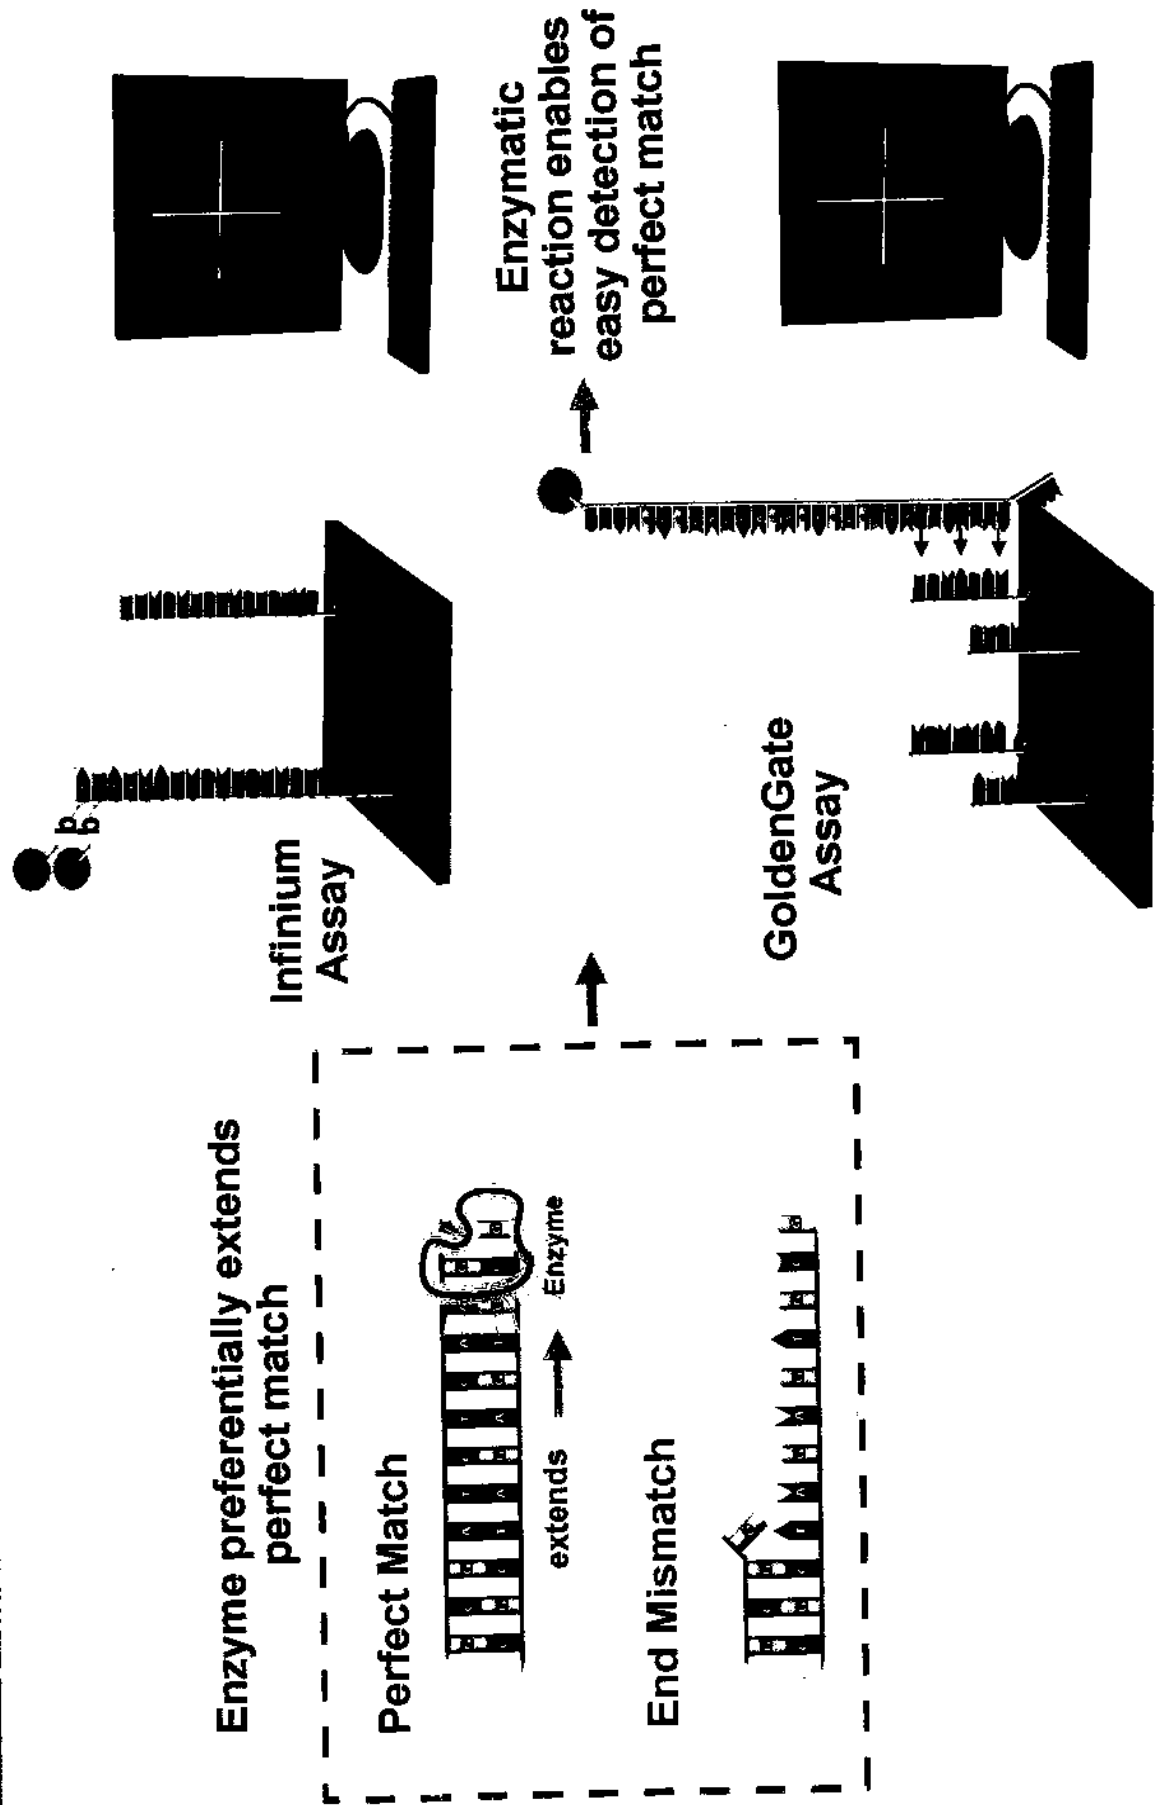 Enzyme preferentially extends
perfect match
Perfect Match
extends
Enzyme
End Mismatch
Infinium
Assay
b
b
GoldenGate
Assay
Enzymatic
reaction enables
easy detection of
perfect match